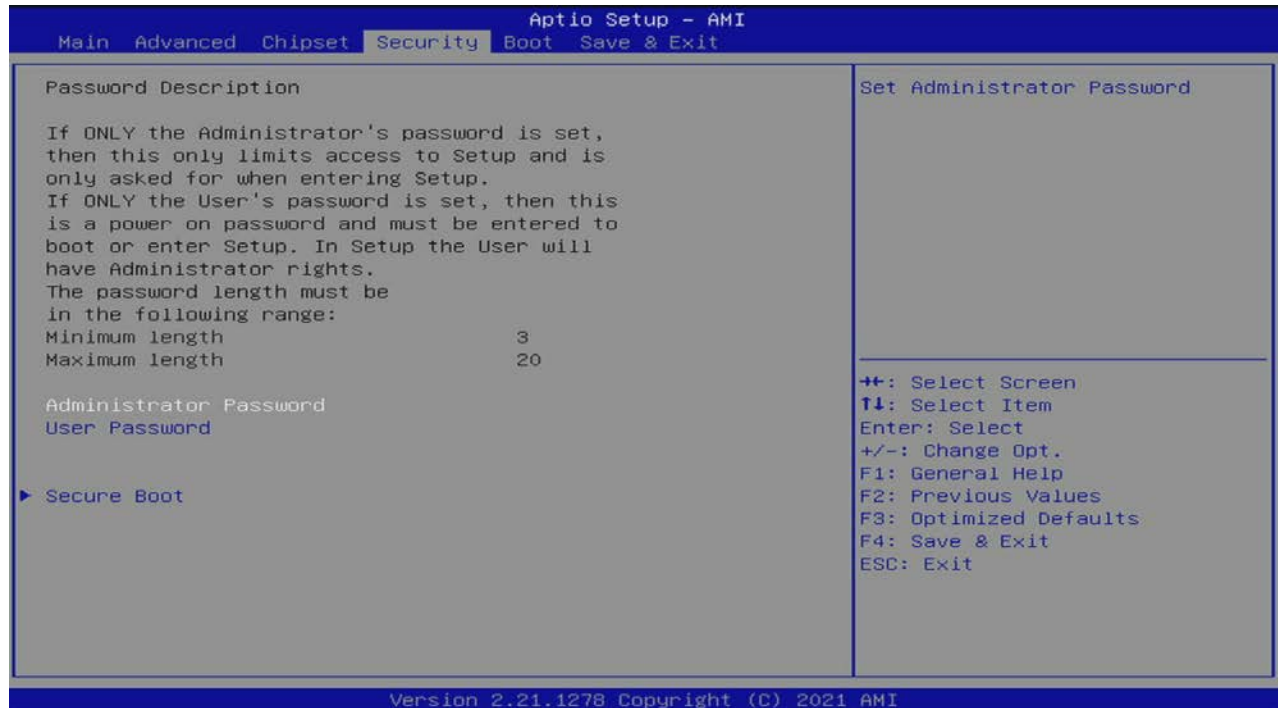 Aptio Setup – AMI
Main Advanced Chipset Security Boot Save & Exit
Password Description
If ONLY the Administrator's password is set,
then this only limits access to Setup and is
only asked for when entering Setup.
If ONLY the User's password is set, then this
is a power on password and must be entered to
boot or enter Setup. In Setup the User will
have Administrator rights.
The password length must be
in the following range:
Minimum length 3
Maximum length 20
Administrator Password
User Password
► Secure Boot
Set Administrator Password
→←: Select Screen
↑↓: Select Item
Enter: Select
+/-: Change Opt.
F1: General Help
F2: Previous Values
F3: Optimized Defaults
F4: Save & Exit
ESC: Exit
Version 2.21.1278 Copyright (C) 2021 AMI